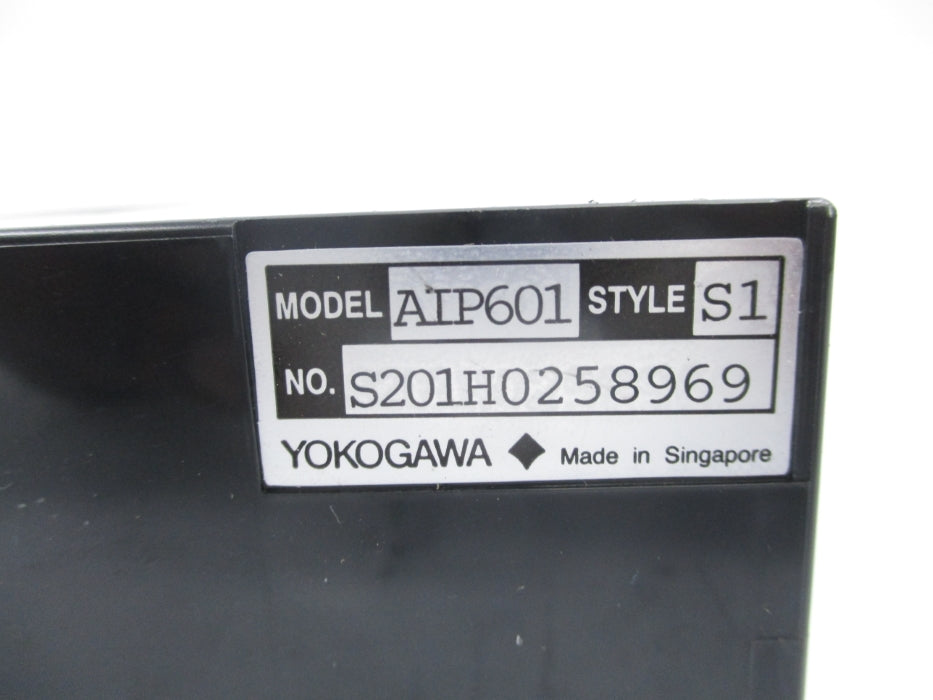 MODEL AIP601 STYLE S1
NO. S201H0258969
YOKOGAWA ◆ Made in Singapore